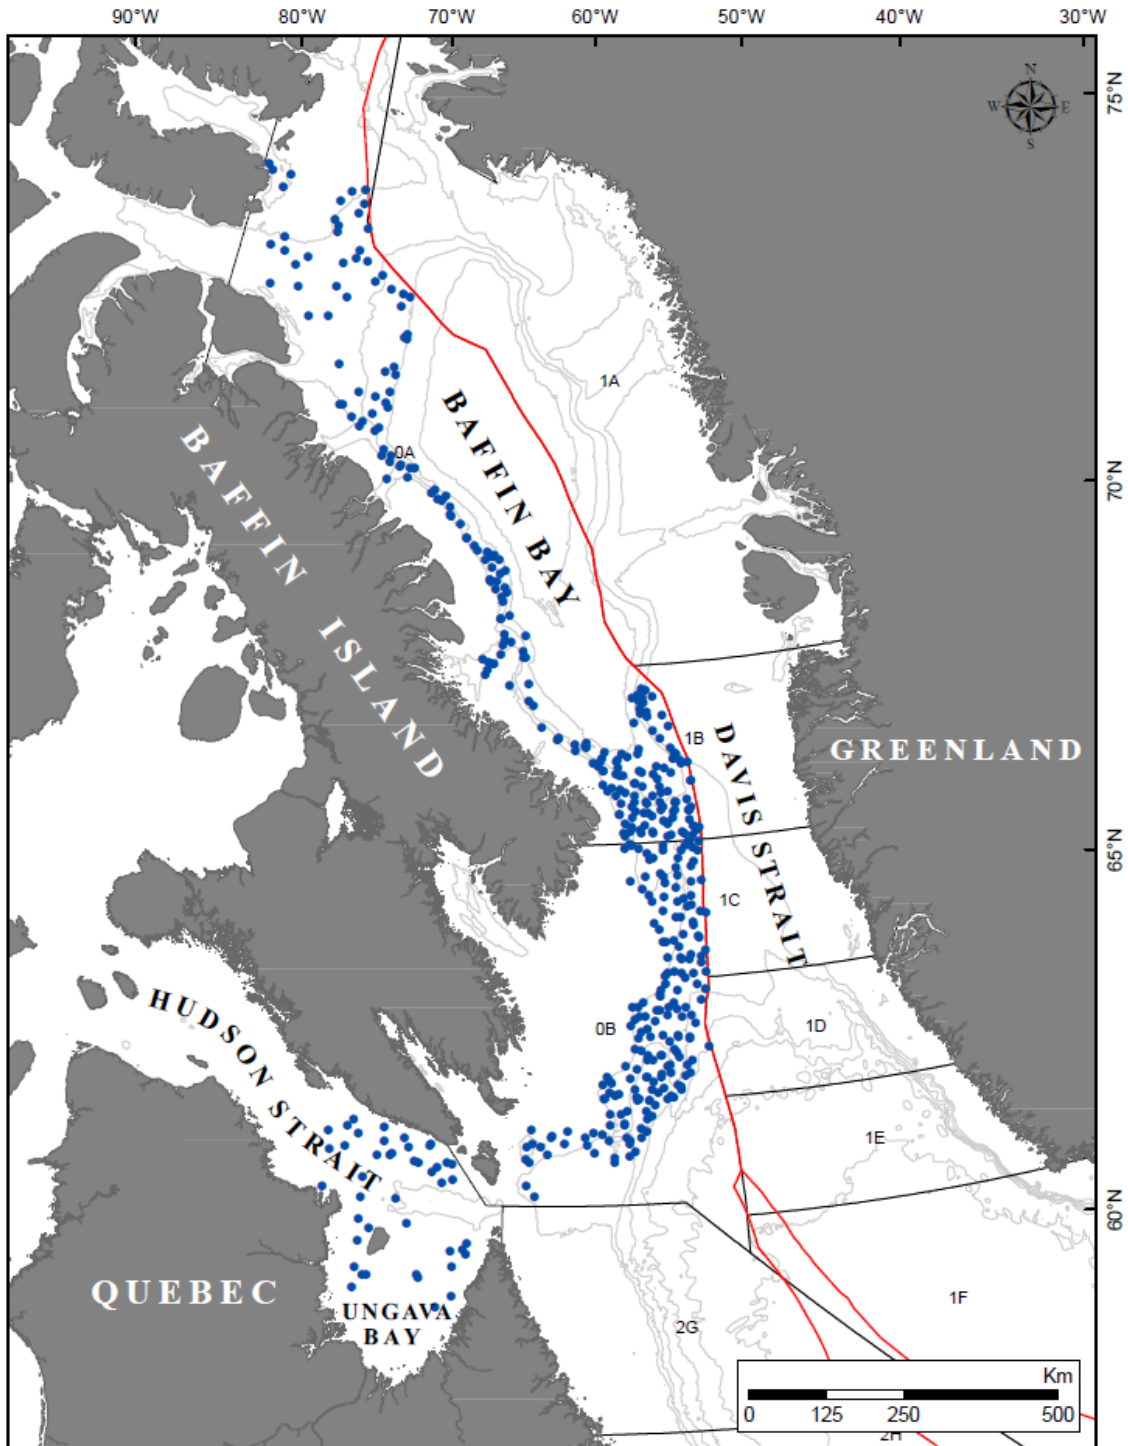 90°W 80°W 70°W 60°W 50°W 40°W 30°W
75°N
N
W E
S
1A
BAFFIN BAY
0A
BAFFIN ISLAND
70°N
1B
DAVIS STRAIT
GREENLAND
65°N
1C
0B
1D
HUDSON STRAIT
1E
60°N
QUEBEC
UNGAVA
BAY
1F
2G
Km
0 125 250 500
2H